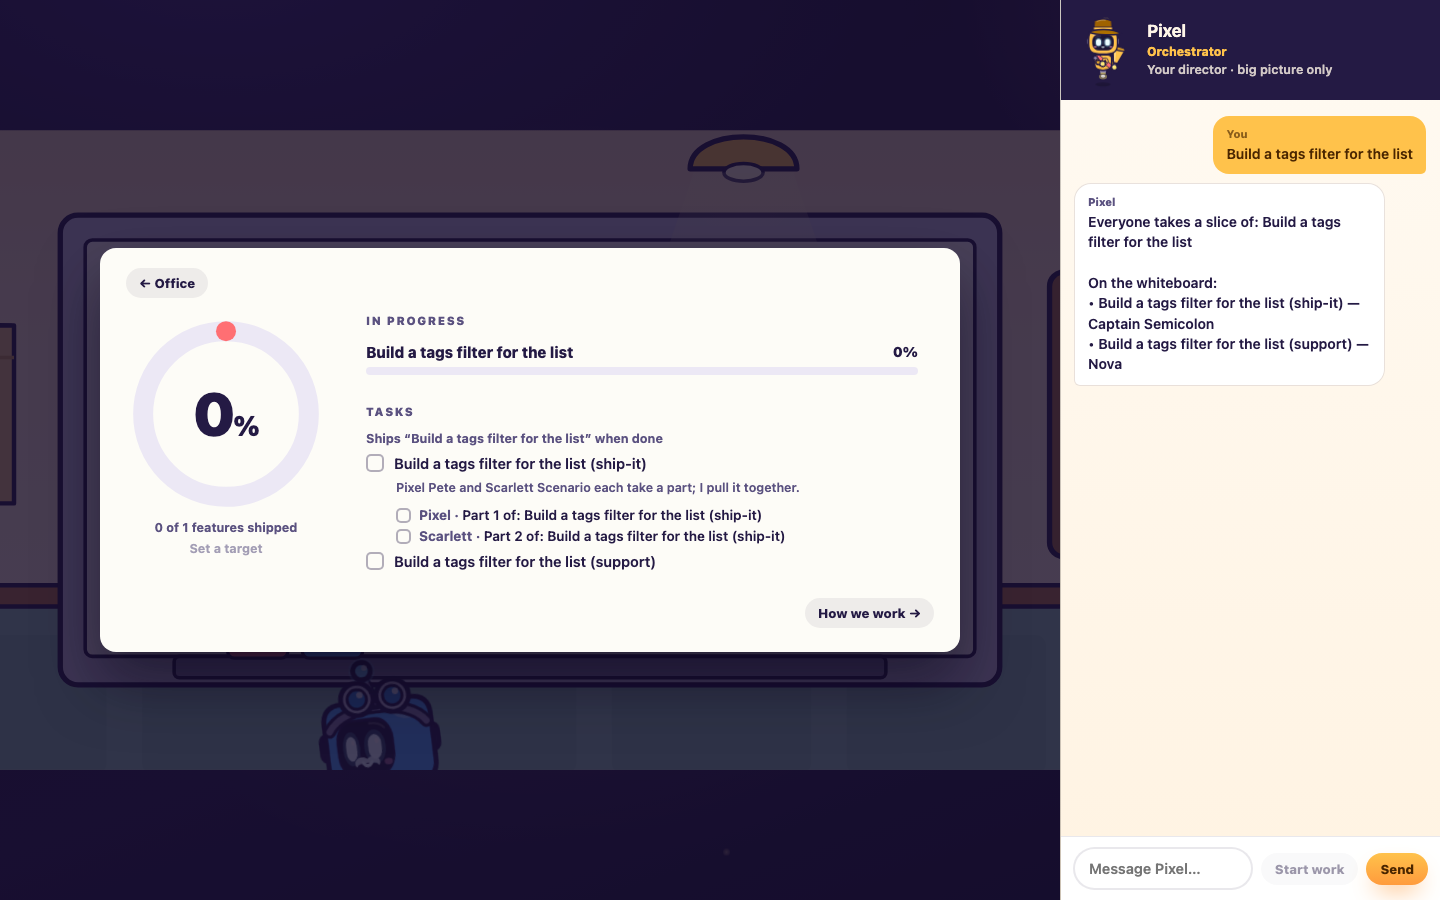 ← Office
0%
0 of 1 features shipped
Set a target
IN PROGRESS
Build a tags filter for the list 0%
TASKS
Ships “Build a tags filter for the list” when done
Build a tags filter for the list (ship-it)
Pixel Pete and Scarlett Scenario each take a part; I pull it together.
Pixel · Part 1 of: Build a tags filter for the list (ship-it)
Scarlett · Part 2 of: Build a tags filter for the list (ship-it)
Build a tags filter for the list (support)
How we work →
Pixel
Orchestrator
Your director · big picture only
You
Build a tags filter for the list
Pixel
Everyone takes a slice of: Build a tags
filter for the list
On the whiteboard:
• Build a tags filter for the list (ship-it) —
Captain Semicolon
• Build a tags filter for the list (support) —
Nova
Message Pixel...
Start work
Send